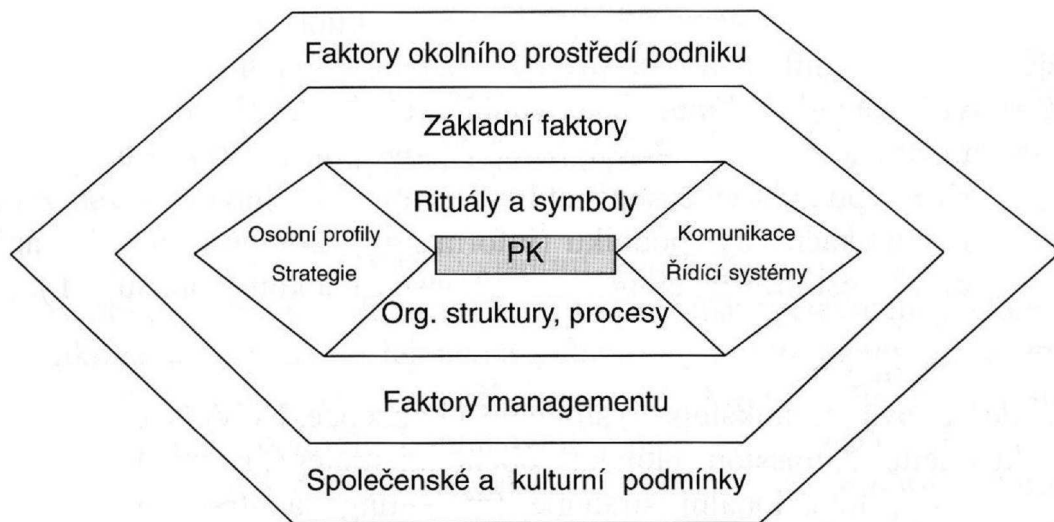 Faktory okolního prostředí podniku
Základní faktory
Rituály a symboly
Osobní profily
Komunikace
PK
Strategie
Řídící systémy
Org. struktury, procesy
Faktory managementu
Společenské a kulturní podmínky